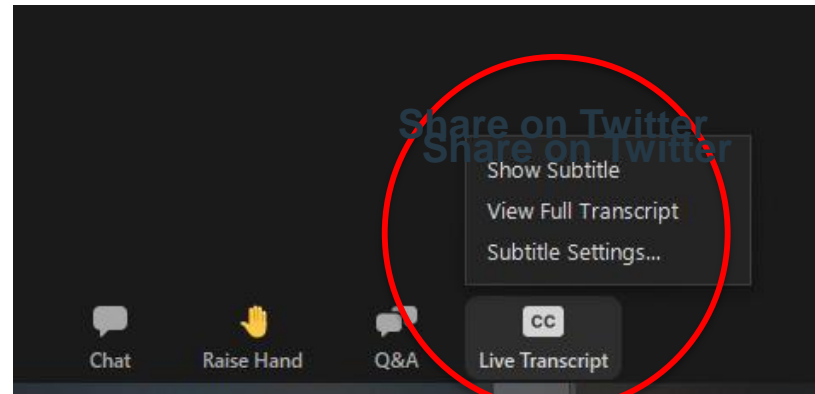 Share on Twitter
Share on Twitter
Show Subtitle
View Full Transcript
Subtitle Settings...
Chat
Raise Hand
Q&A
CC
Live Transcript